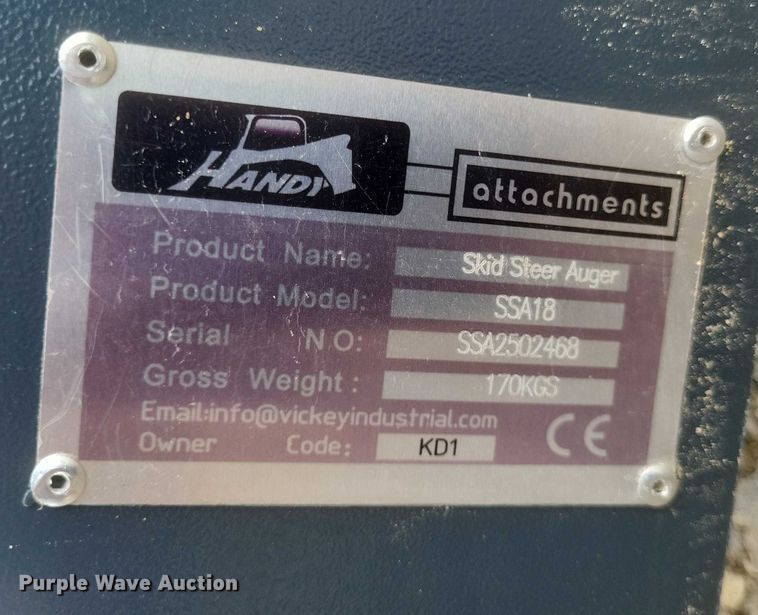 HANDY
attachments
Product Name: Skid Steer Auger
Product Model: SSA18
Serial N.O: SSA2502468
Gross Weight: 170KGS
Email:info@vickeyindustrial.com
Owner Code: KD1
CE
Purple Wave Auction